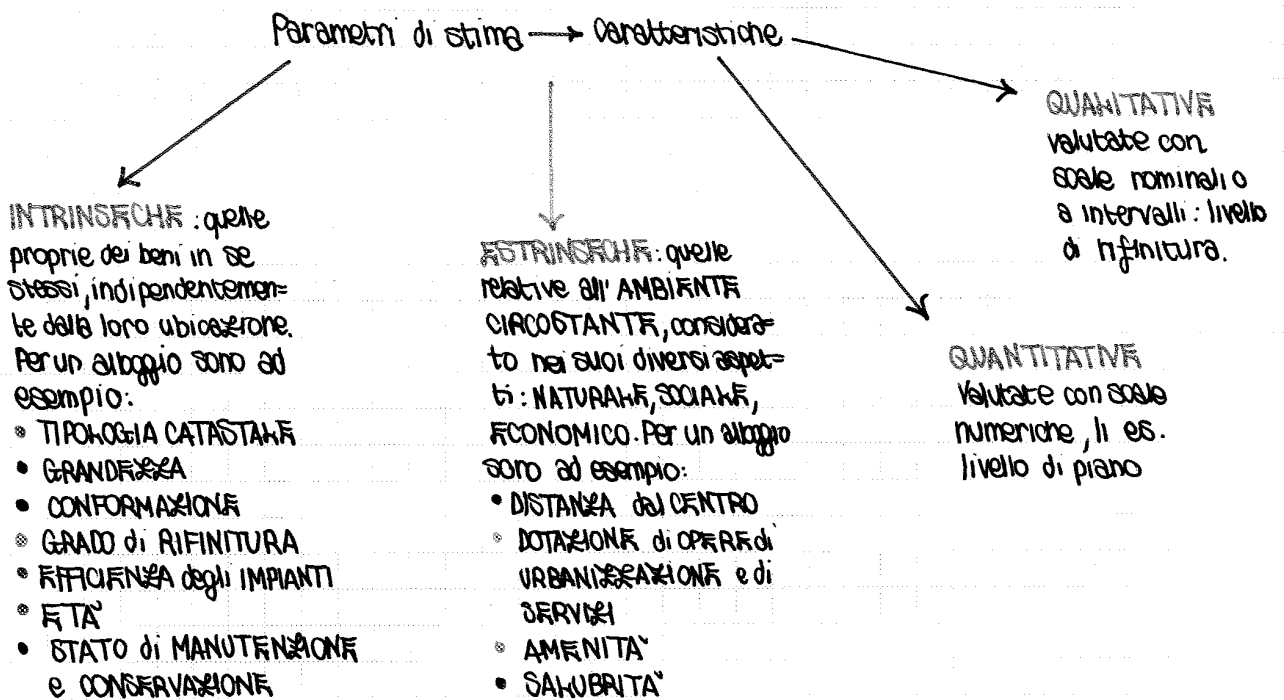 Parametri di stima → Caratteristiche
INTRINSECHE : quelle
proprie dei beni in se
stessi, indipendentemen=
te dalla loro ubicazione.
Per un alloggio sono ad
esempio:
• TIPOLOGIA CATASTALE
• GRANDEZZA
• CONFORMAZIONE
• GRADO di RIFINITURA
• EFFICIENZA degli IMPIANTI
• ETA'
• STATO di MANUTENZIONE
e CONSERVAZIONE
ESTRINSECHE : quelle
relative all' AMBIENTE
CIRCOSTANTE, considera=
to nei suoi diversi aspet=
ti : NATURALE, SOCIALE,
ECONOMICO. Per un alloggio
sono ad esempio:
• DISTANZA dal CENTRO
• DOTAZIONE di OPERE di
URBANIZZAZIONE e di
SERVIZI
• AMENITA'
• SALUBRITA'
QUALITATIVE
valutate con
scale nominali o
a intervalli : livello
di rifinitura.
QUANTITATIVE
valutate con scale
numeriche, li es.
livello di piano